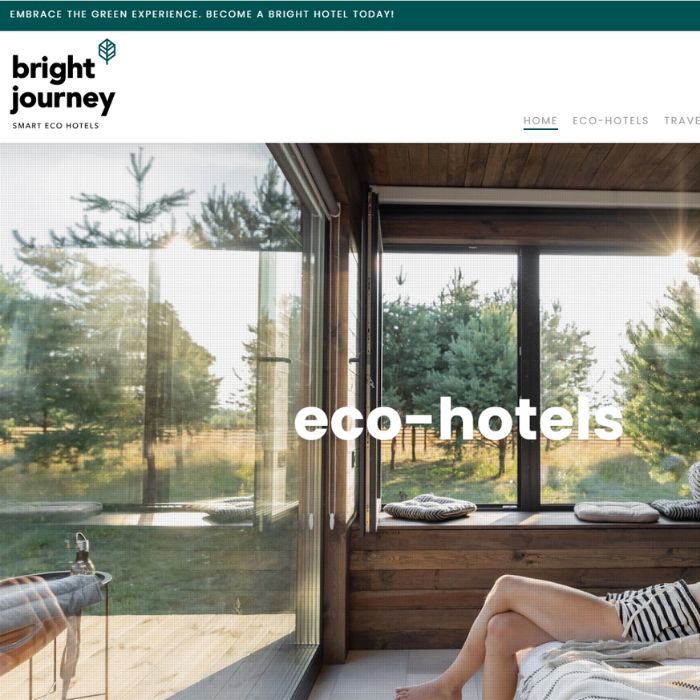 EMBRACE THE GREEN EXPERIENCE. BECOME A BRIGHT HOTEL TODAY!
bright
journey
SMART ECO HOTELS
HOME ECO-HOTELS TRAVE
eco-hotels